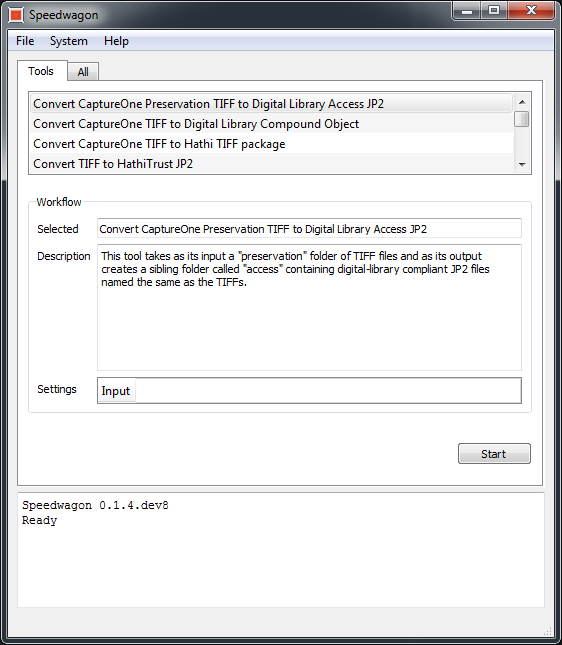 Speedwagon
File System Help
Tools All
Convert CaptureOne Preservation TIFF to Digital Library Access JP2
Convert CaptureOne TIFF to Digital Library Compound Object
Convert CaptureOne TIFF to Hathi TIFF package
Convert TIFF to HathiTrust JP2
Workflow
Selected Convert CaptureOne Preservation TIFF to Digital Library Access JP2
Description This tool takes as its input a "preservation" folder of TIFF files and as its output
creates a sibling folder called "access" containing digital-library compliant JP2 files
named the same as the TIFFs.
Settings Input
Start
Speedwagon 0.1.4.dev8
Ready